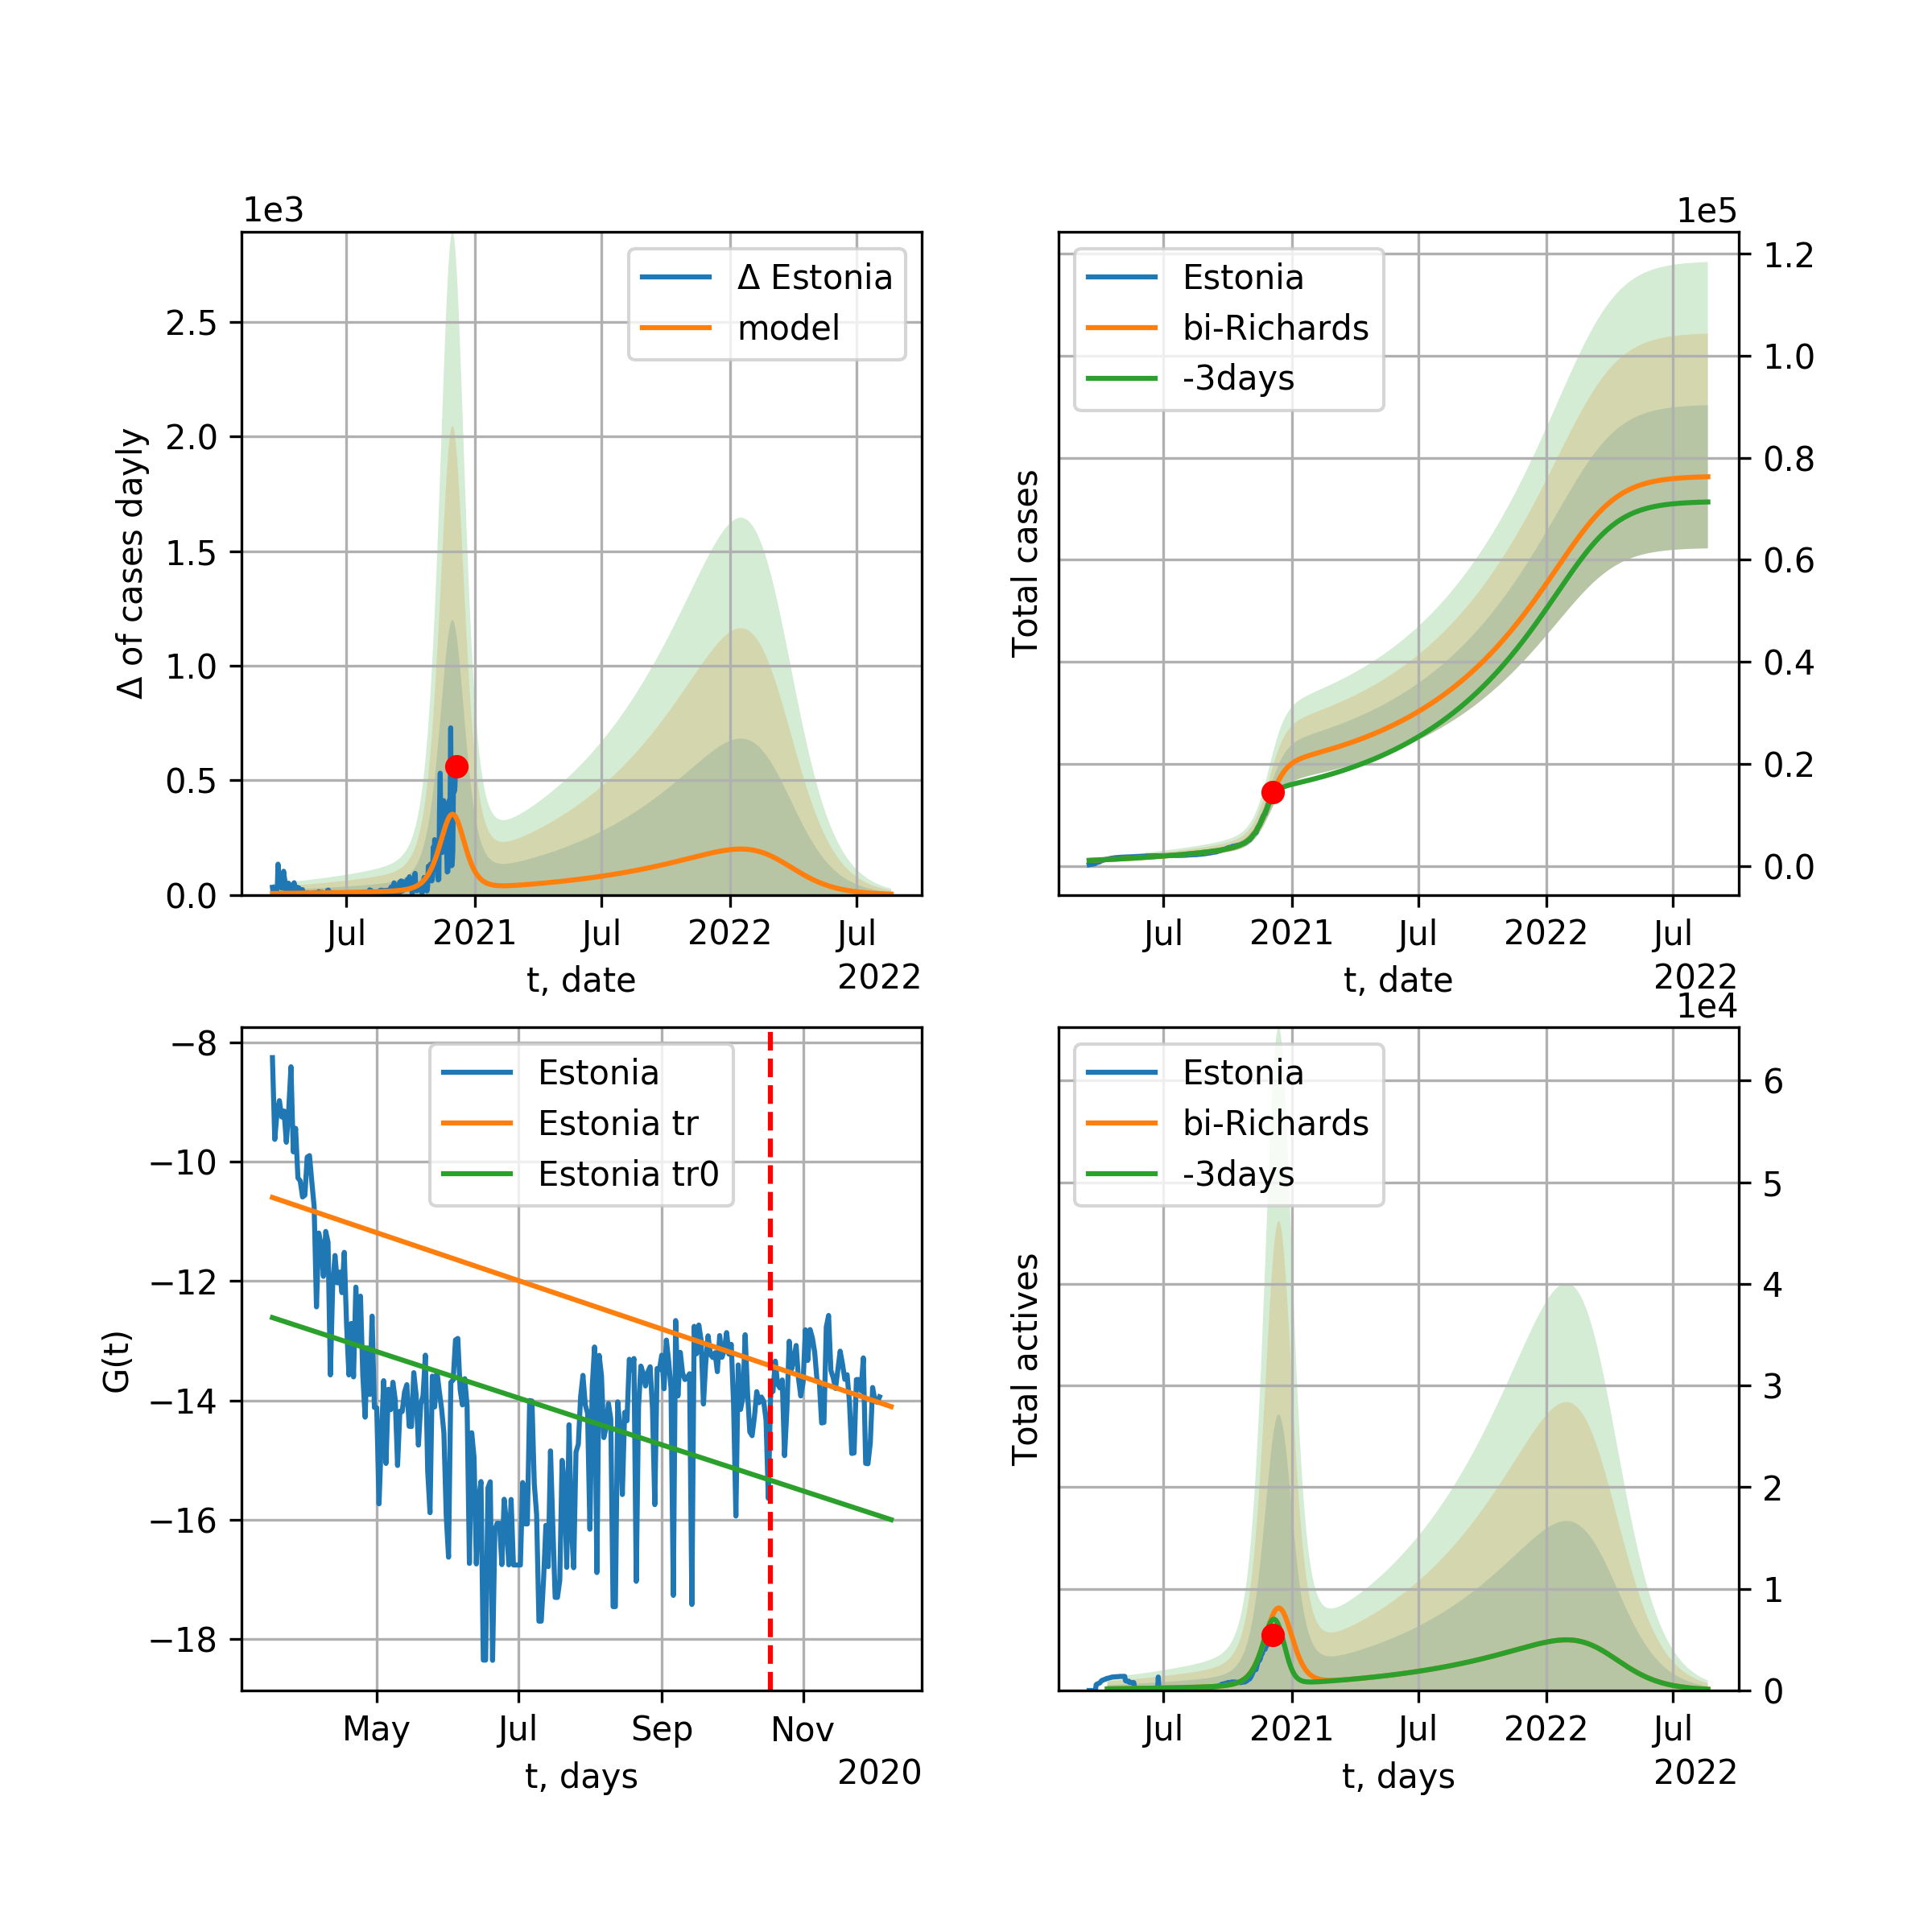 1e3
Δ of cases dayly
2.5
2.0
1.5
1.0
0.5
0.0
Δ Estonia
model
Jul 2021 Jul 2022 Jul
2022
t, date
1e5
Total cases
Estonia
bi-Richards
-3days
1.2
1.0
0.8
0.6
0.4
0.2
0.0
Jul 2021 Jul 2022 Jul
2022
t, date
G(t)
−8
−10
−12
−14
−16
−18
Estonia
Estonia tr
Estonia tr0
May Jul Sep Nov
2020
t, days
1e4
Total actives
Estonia
bi-Richards
-3days
6
5
4
3
2
1
0
Jul 2021 Jul 2022 Jul
2022
t, days